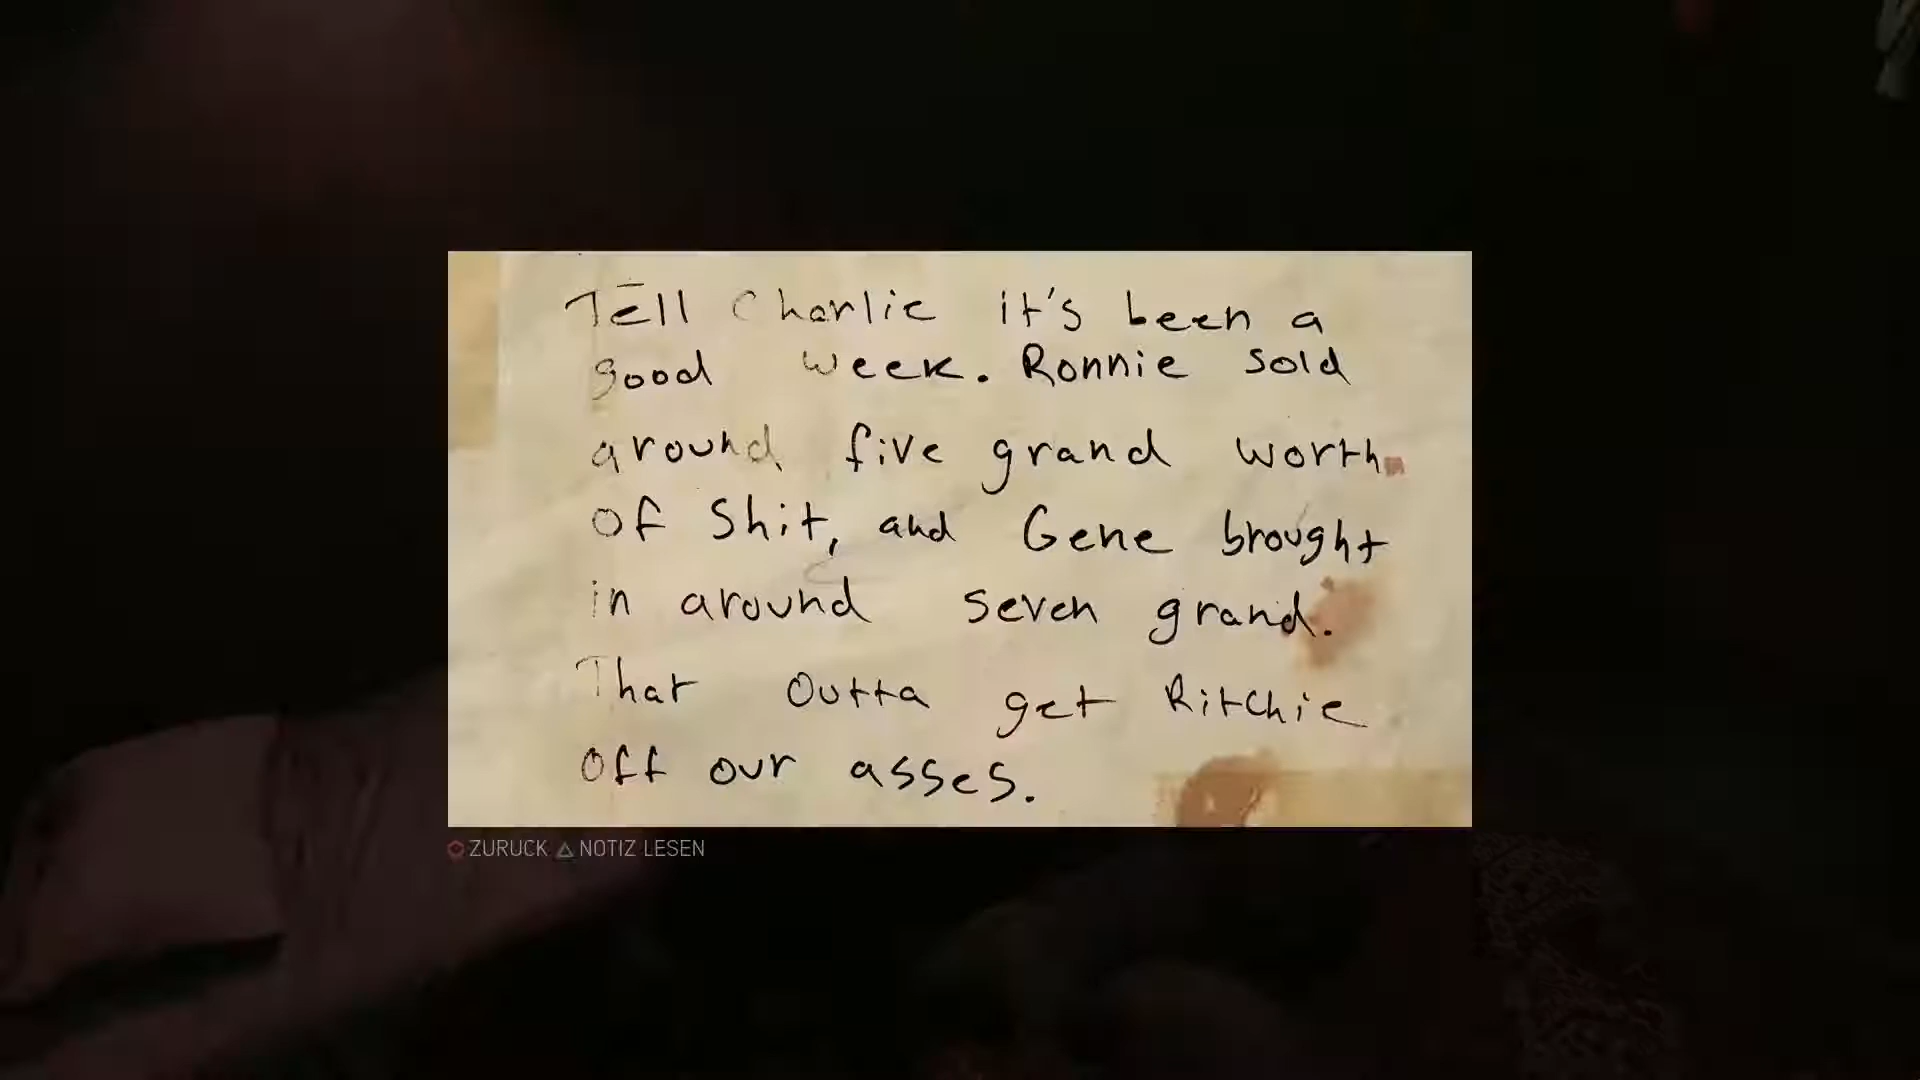 Tell Charlie it's been a
good week. Ronnie sold
around five grand worth
of Shit, and Gene brought
in around seven grand.
That Outta get Ritchie
Off our asses.
ZURUCK NOTIZ LESEN